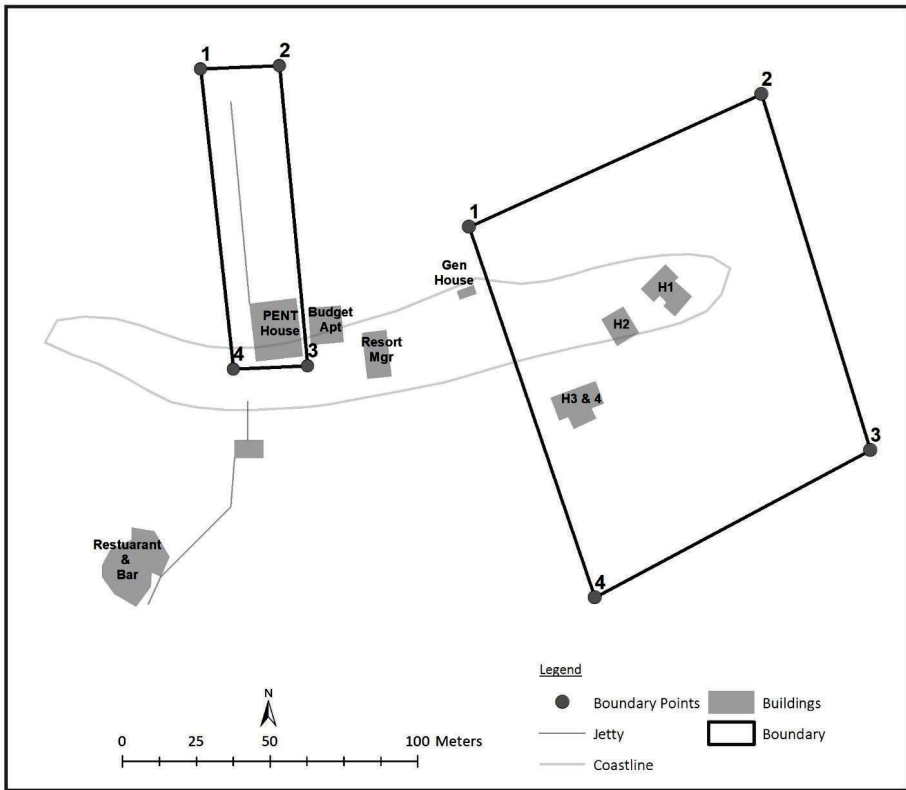 1
2
2
1
Gen
House
H1
PENT
House
Budget
Apt
H2
Resort
Mgr
4
3
H3 & 4
3
Restuarant
&
Bar
4
Legend
N
Boundary Points
Buildings
Jetty
Boundary
0 25 50 100 Meters
Coastline